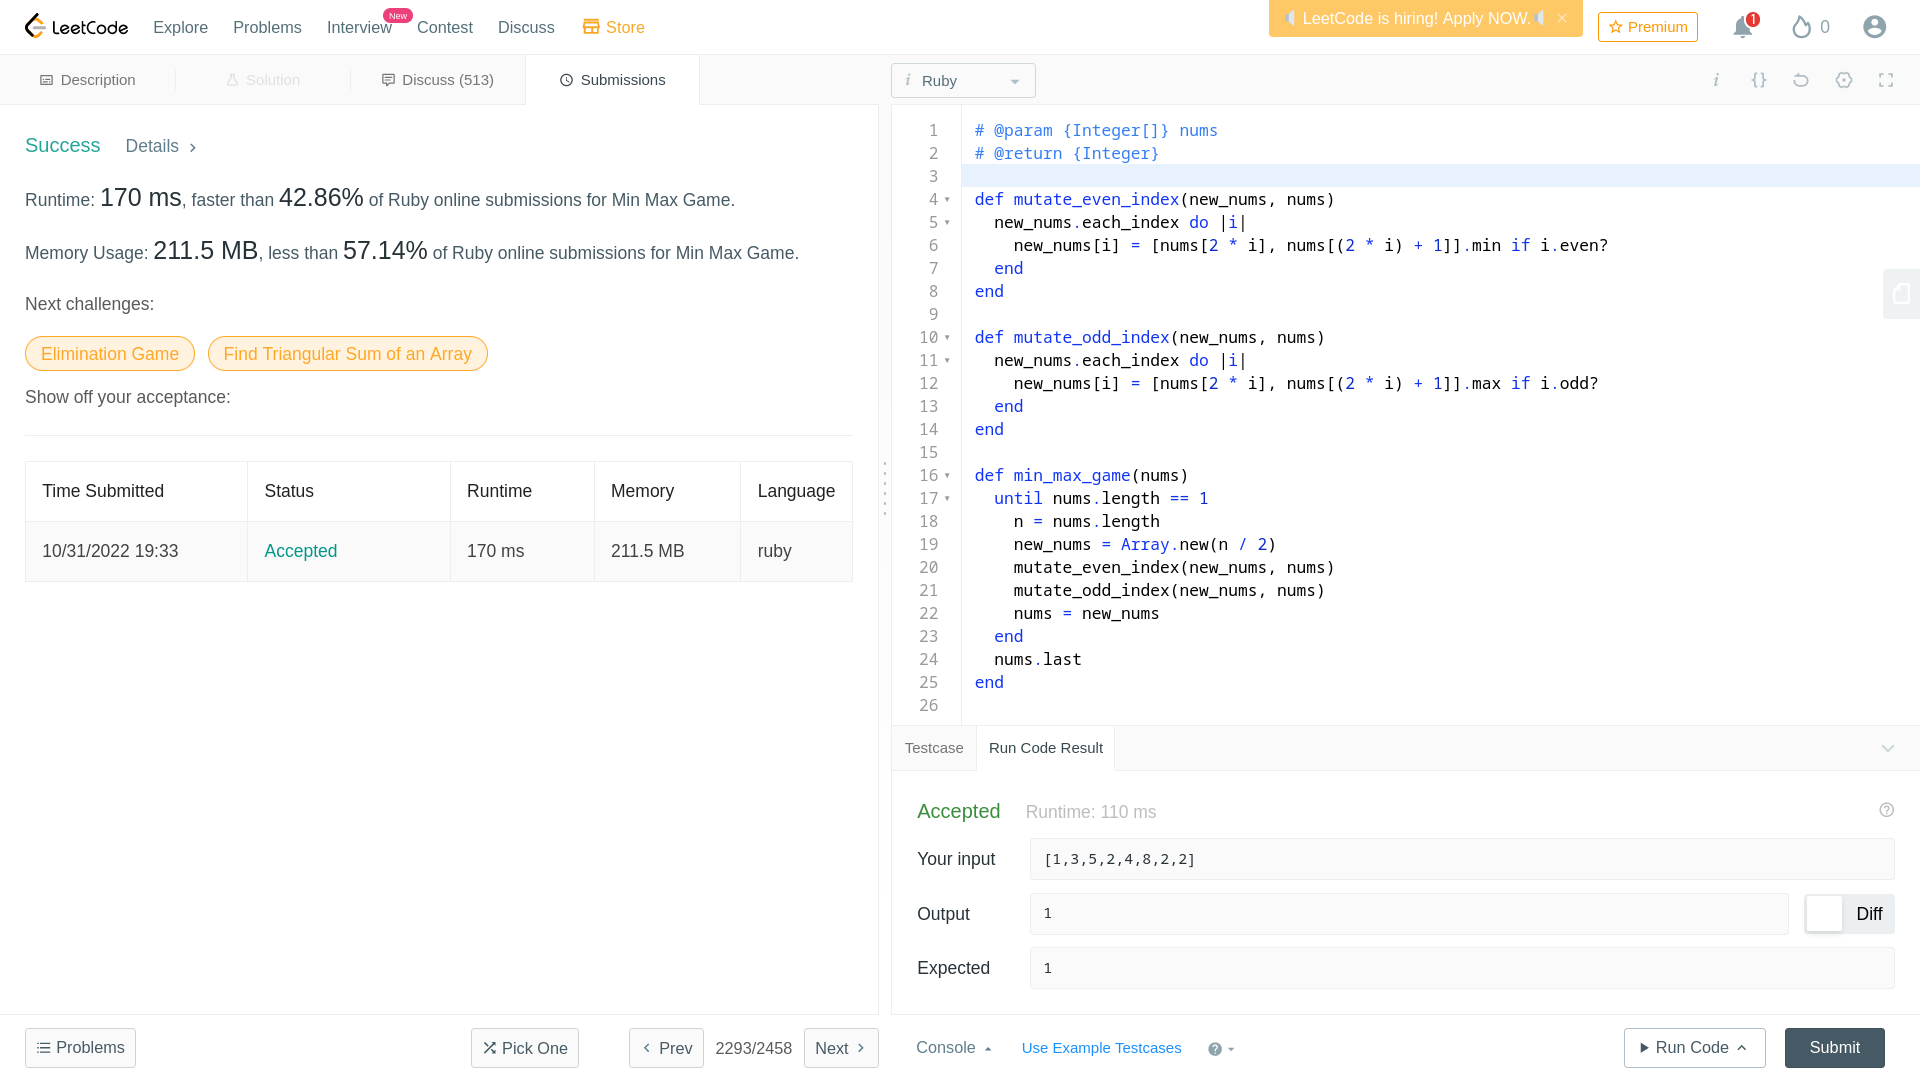 LeetCode
Explore
Problems
Interview
New
Contest
Discuss
Store
LeetCode is hiring! Apply NOW.
Premium
1
0
Description
Solution
Discuss (513)
Submissions
Success
Details
Runtime: 170 ms, faster than 42.86% of Ruby online submissions for Min Max Game.
Memory Usage: 211.5 MB, less than 57.14% of Ruby online submissions for Min Max Game.
Next challenges:
Elimination Game
Find Triangular Sum of an Array
Show off your acceptance:
Time Submitted Status Runtime Memory Language
10/31/2022 19:33 Accepted 170 ms 211.5 MB ruby
i Ruby
i {}
1 # @param {Integer[]} nums
2 # @return {Integer}
3
4 def mutate_even_index(new_nums, nums)
5   new_nums.each_index do |i|
6     new_nums[i] = [nums[2 * i], nums[(2 * i) + 1]].min if i.even?
7   end
8 end
9
10 def mutate_odd_index(new_nums, nums)
11   new_nums.each_index do |i|
12     new_nums[i] = [nums[2 * i], nums[(2 * i) + 1]].max if i.odd?
13   end
14 end
15
16 def min_max_game(nums)
17   until nums.length == 1
18     n = nums.length
19     new_nums = Array.new(n / 2)
20     mutate_even_index(new_nums, nums)
21     mutate_odd_index(new_nums, nums)
22     nums = new_nums
23   end
24   nums.last
25 end
26
Testcase
Run Code Result
Accepted Runtime: 110 ms
Your input [1,3,5,2,4,8,2,2]
Output 1 Diff
Expected 1
Problems
Pick One
Prev
2293/2458
Next
Console
Use Example Testcases
Run Code
Submit